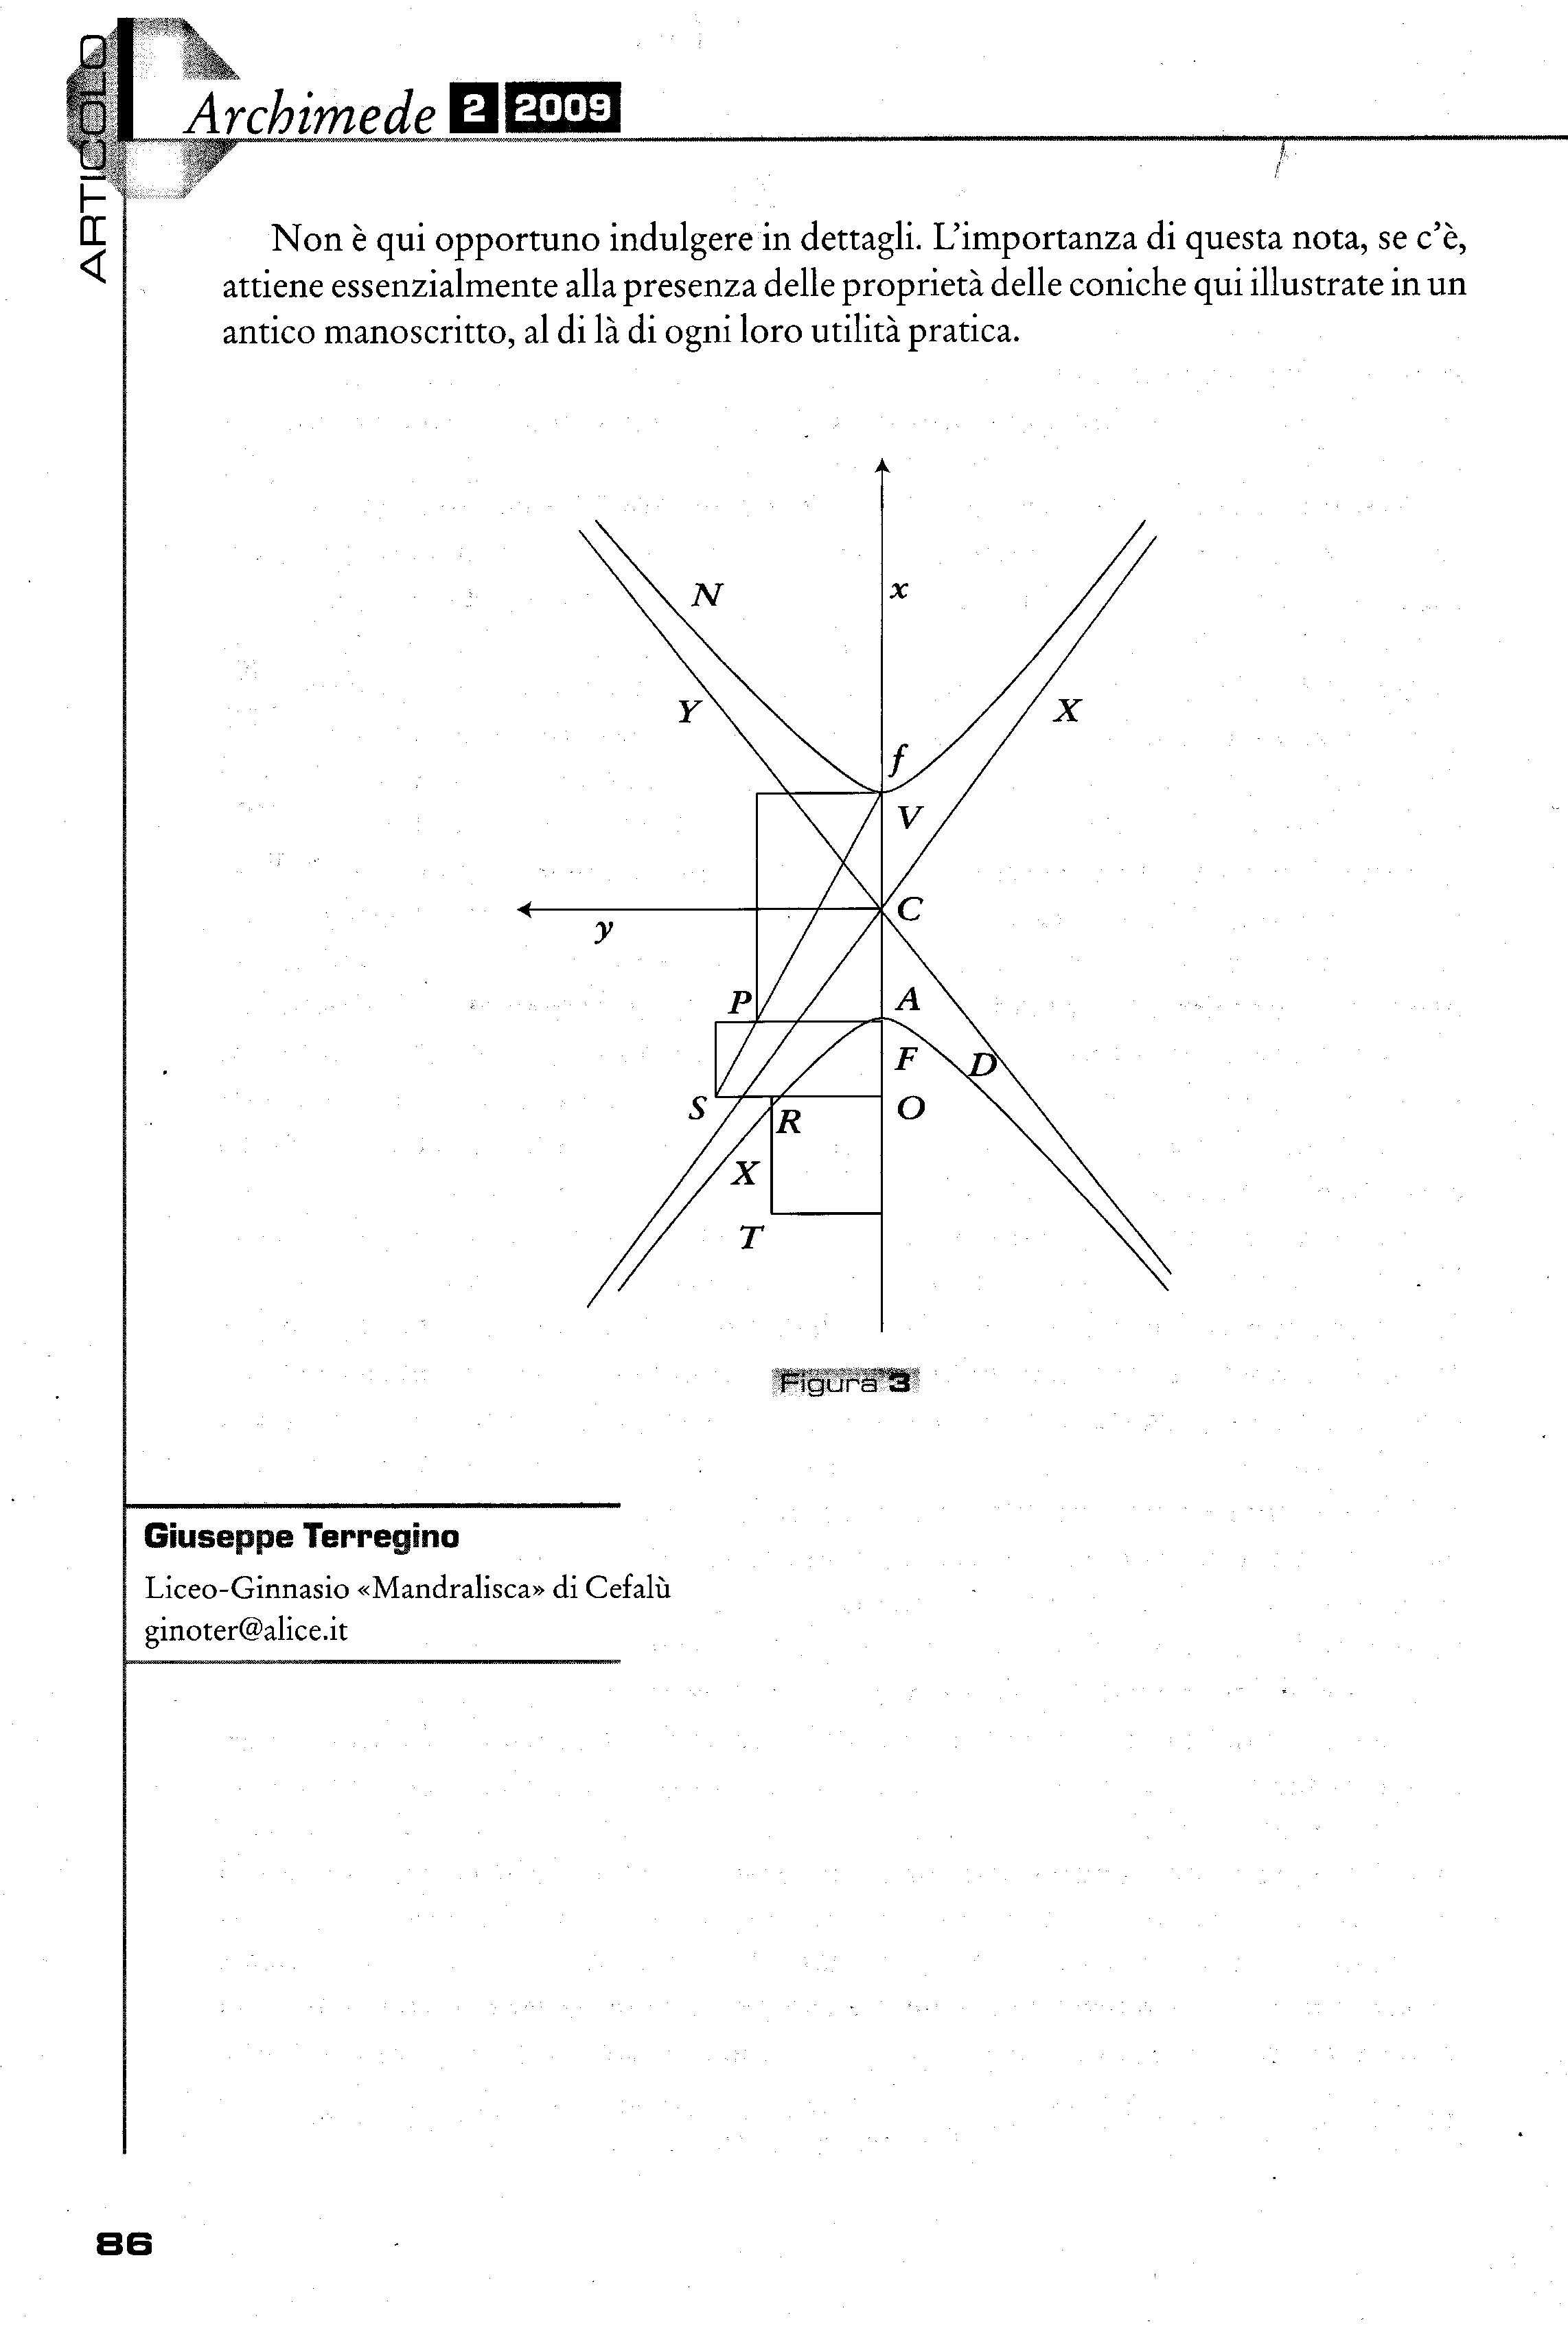 ARTICOLO
Archimede 2 2009
Non è qui opportuno indulgere in dettagli. L'importanza di questa nota, se c'è,
attiene essenzialmente alla presenza delle proprietà delle coniche qui illustrate in un
antico manoscritto, al di là di ogni loro utilità pratica.
N
x
Y
X
f
V
C
y
P
A
F
D
S
R
O
X
T
Figura 3
Giuseppe Terregino
Liceo-Ginnasio «Mandralisca» di Cefalù
ginoter@alice.it
86